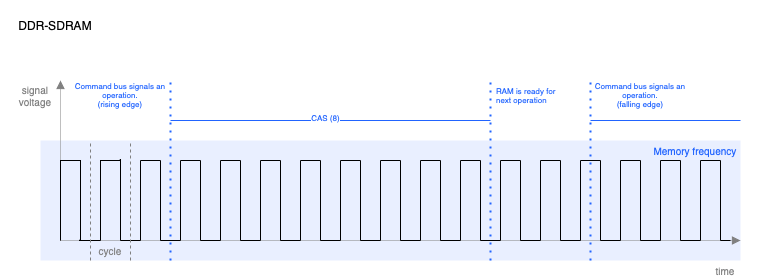 DDR-SDRAM
signal
voltage
Command bus signals an
operation.
(rising edge)
CAS (8)
RAM is ready for
next operation
Command bus signals an
operation.
(falling edge)
Memory frequency
cycle
time